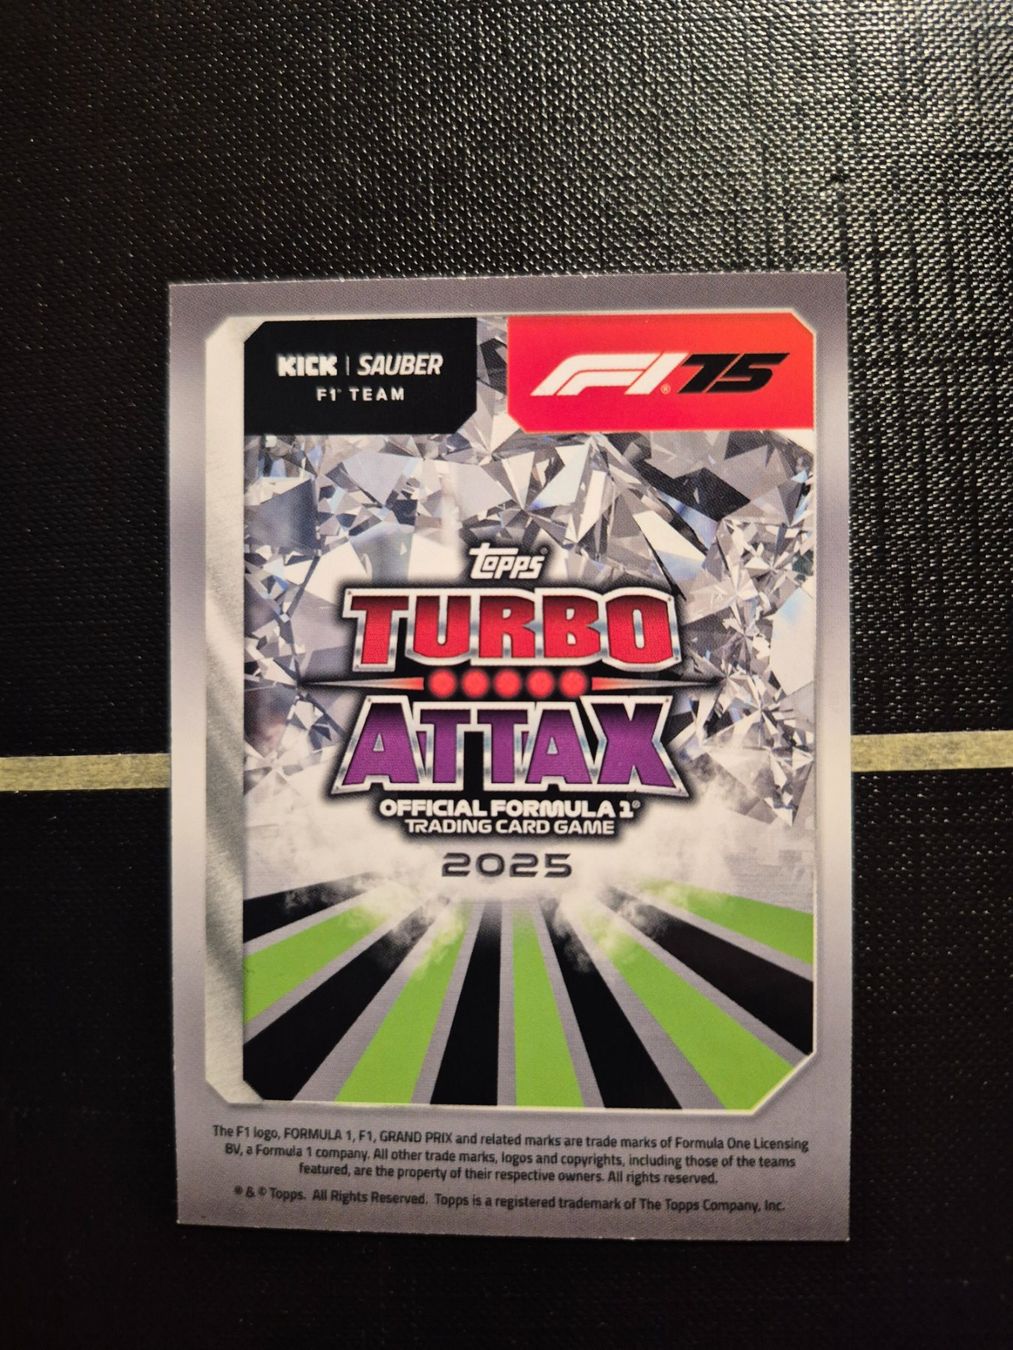 KICK | SAUBER
F1® TEAM
F1® 75
Topps®
TURBO
ATTAX
OFFICIAL FORMULA 1®
TRADING CARD GAME
2025
The F1 logo, FORMULA 1, F1, GRAND PRIX and related marks are trade marks of Formula One Licensing
BV, a Formula 1 company. All other trade marks, logos and copyrights, including those of the teams
featured, are the property of their respective owners. All rights reserved.
® & © Topps. All Rights Reserved. Topps is a registered trademark of The Topps Company, Inc.